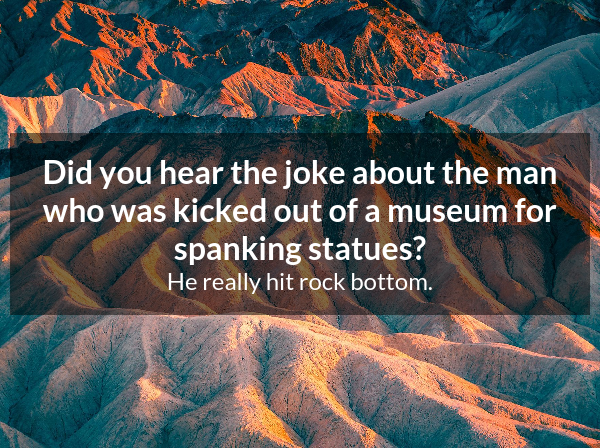 Did you hear the joke about the man
who was kicked out of a museum for
spanking statues?
He really hit rock bottom.